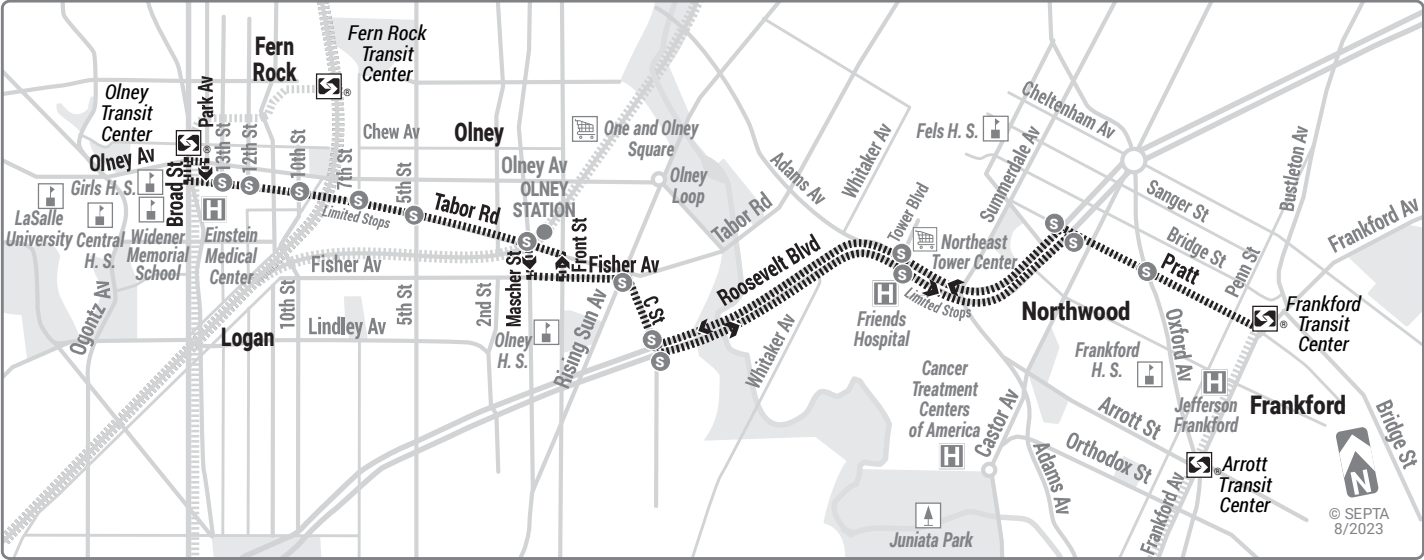 Fern
Rock
Fern Rock
Transit
Center
Olney
Transit
Center
Park Av
13th St
12th St
10th St
7th St
Chew Av
5th St
Olney
One and Olney
Square
Olney Av
OLNEY
STATION
Olney
Loop
Adams Av
Whitaker Av
Fels H. S.
Cheltenham Av
Summerdale Av
Bustleton Av
Sanger St
Bridge St
Penn St
Frankford Av
Olney Av
Broad St
Girls H. S.
LaSalle
University
Central
H. S.
Widener
Memorial
School
Einstein
Medical
Center
Limited Stops
Tabor Rd
Tabor Rd
Mascher St
Front St
Fisher Av
Fisher Av
Ogontz Av
Logan
10th St
Lindley Av
5th St
2nd St
Olney
H. S.
Rising Sun Av
C St
Roosevelt Blvd
Whitaker Av
Tower Blvd
Northeast
Tower Center
Limited Stops
Friends
Hospital
Northwood
Pratt
Frankford
Transit
Center
Oxford Av
Frankford
H. S.
Jefferson
Frankford
Frankford
Bridge St
Cancer
Treatment
Centers
of America
Castor Av
Arrott St
Orthodox St
Adams Av
Juniata Park
Frankford Av
Arrott
Transit
Center
N
© SEPTA
8/2023
S
S
S
S
S
S
S
S
S
S
S
S
S
S
H
H
H
H
®
®
®
®